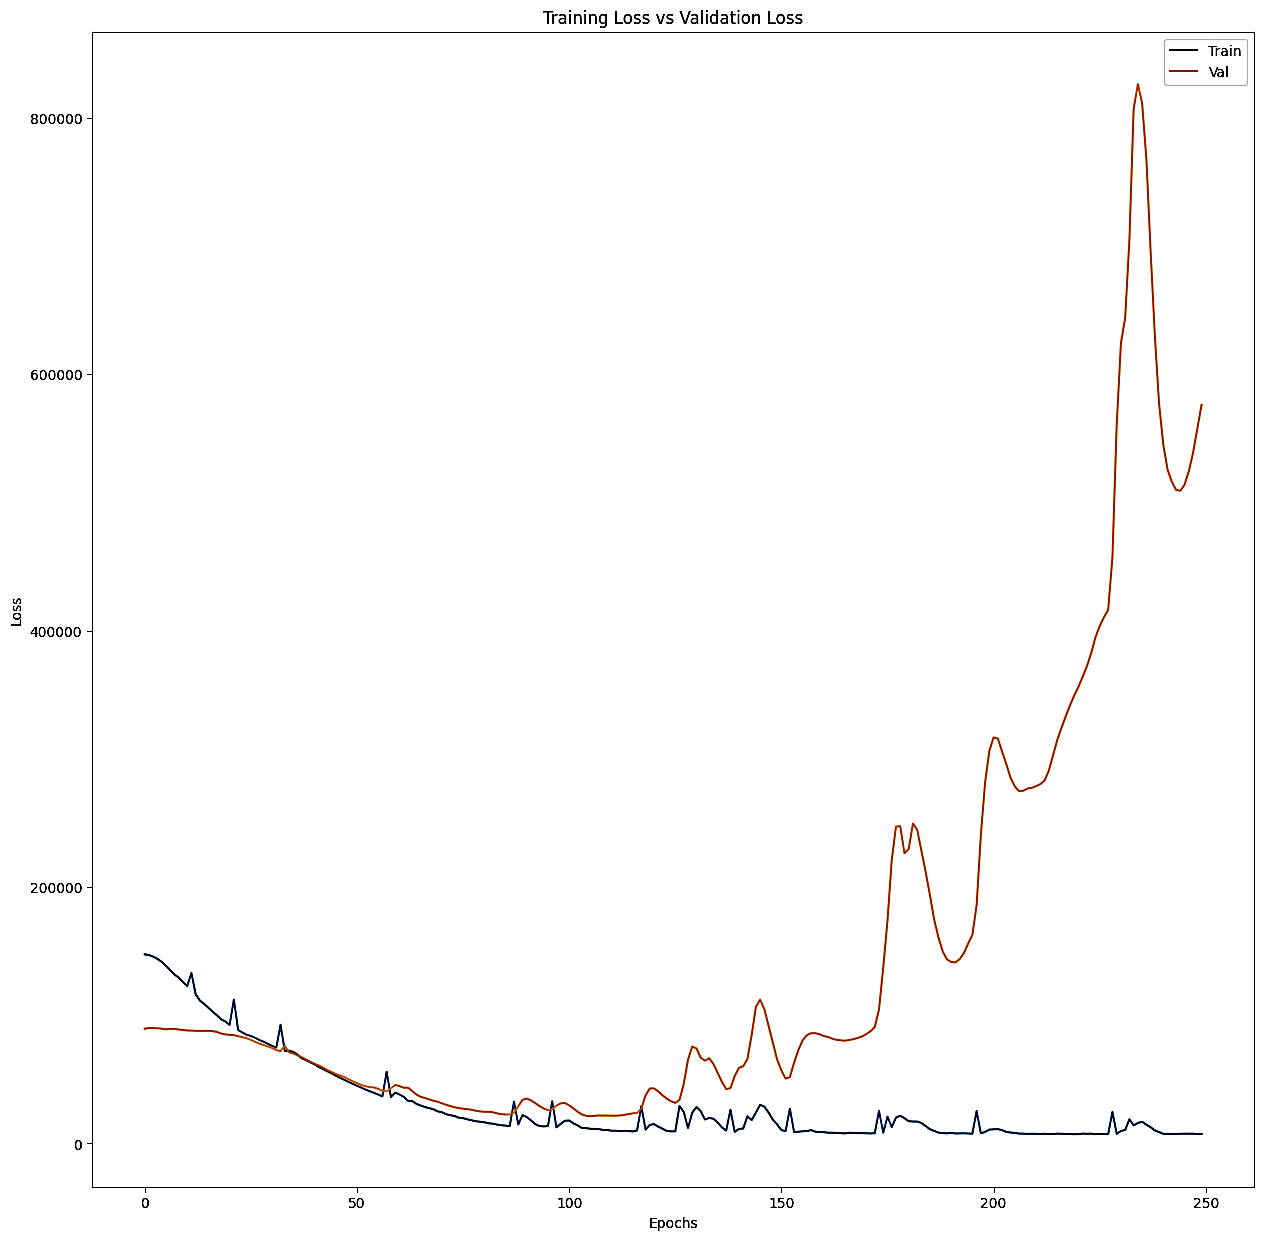 Training Loss vs Validation Loss
Train
Val
800000
600000
400000
200000
0
Loss
0 50 100 150 200 250
Epochs